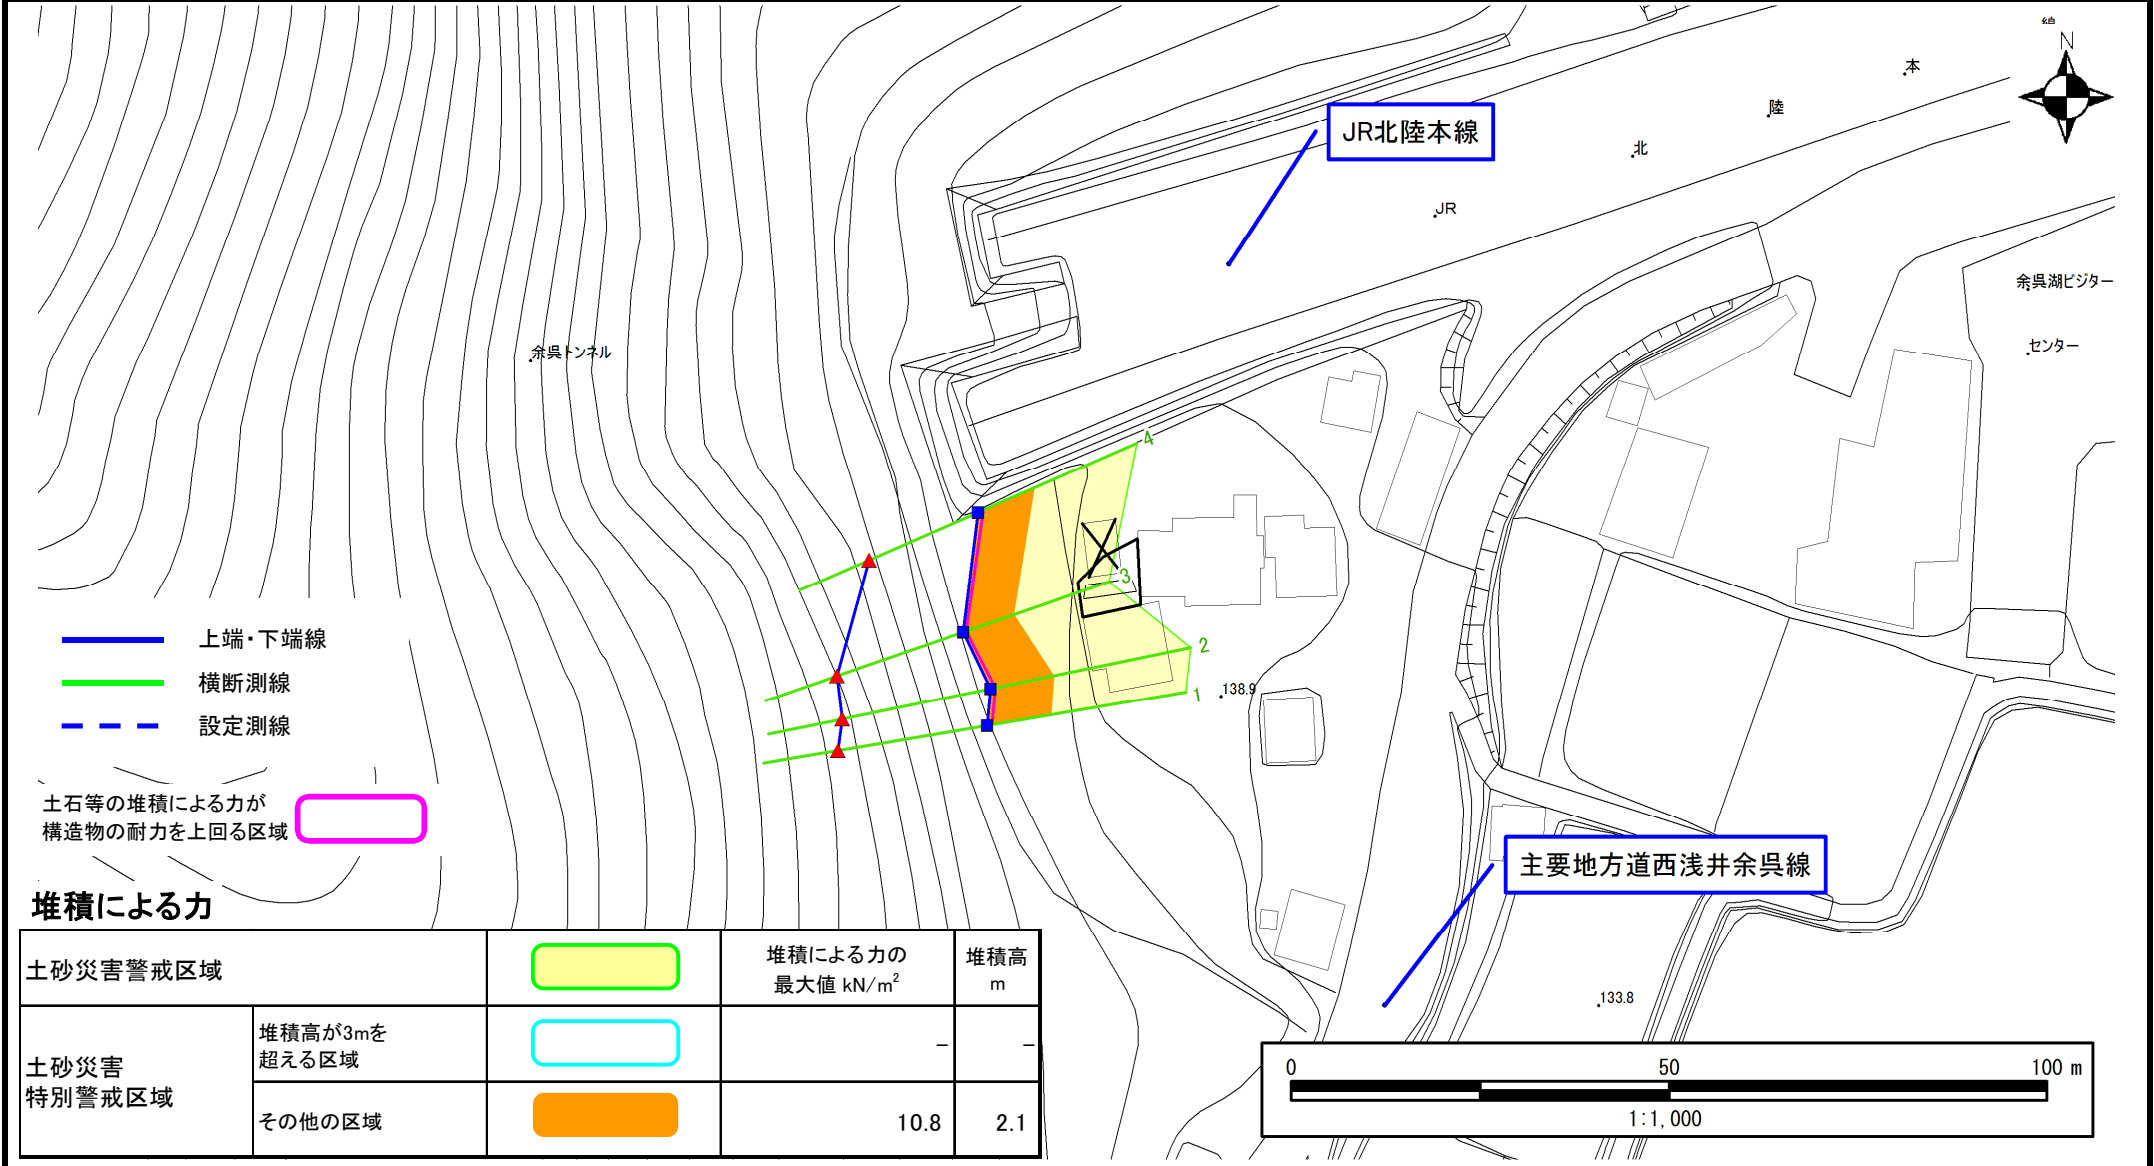 N
本
陸
北
JR
JR北陸本線
余呉湖ビジター
センター
余呉トンネル
4
3
2
1
138.9
133.8
上端・下端線
横断測線
設定測線
土石等の堆積による力が
構造物の耐力を上回る区域
主要地方道西浅井余呉線
堆積による力
土砂災害警戒区域
堆積による力の
最大値 kN/m²
堆積高
m
土砂災害
特別警戒区域
堆積高が3mを
超える区域
－ －
その他の区域
10.8 2.1
0 50 100 m
1:1,000